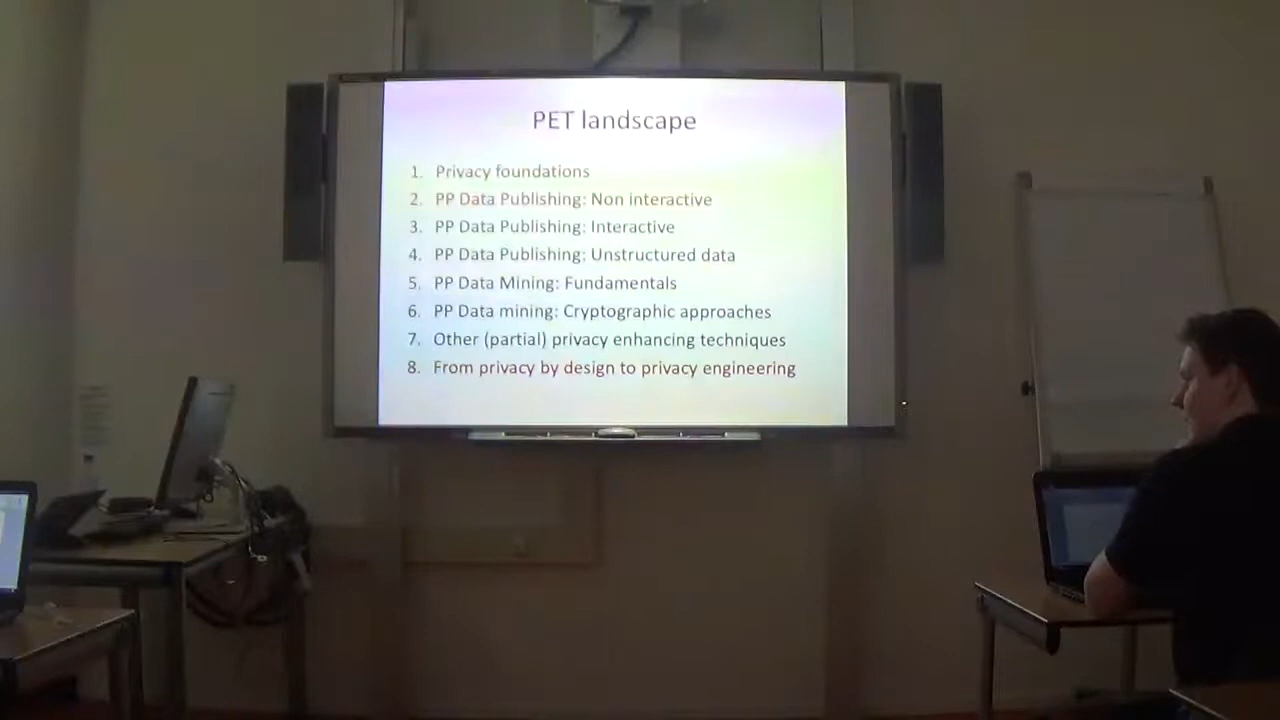 PET landscape
1. Privacy foundations
2. PP Data Publishing: Non interactive
3. PP Data Publishing: Interactive
4. PP Data Publishing: Unstructured data
5. PP Data Mining: Fundamentals
6. PP Data mining: Cryptographic approaches
7. Other (partial) privacy enhancing techniques
8. From privacy by design to privacy engineering